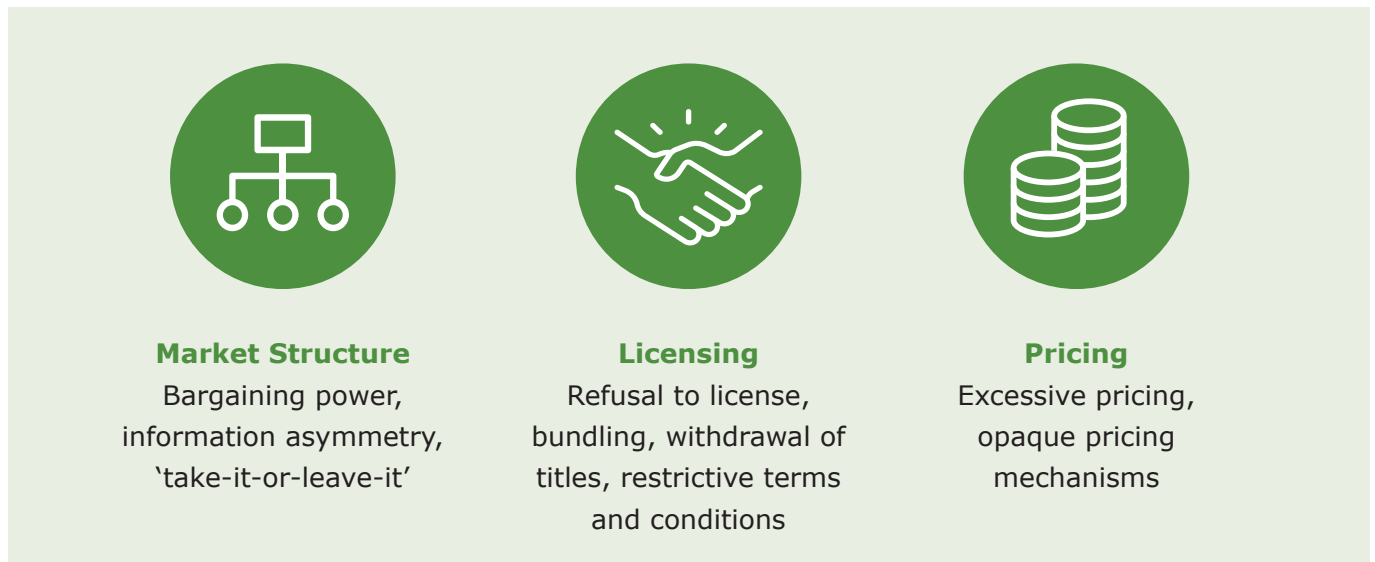 Market Structure
Bargaining power,
information asymmetry,
‘take-it-or-leave-it’
Licensing
Refusal to license,
bundling, withdrawal of
titles, restrictive terms
and conditions
Pricing
Excessive pricing,
opaque pricing
mechanisms